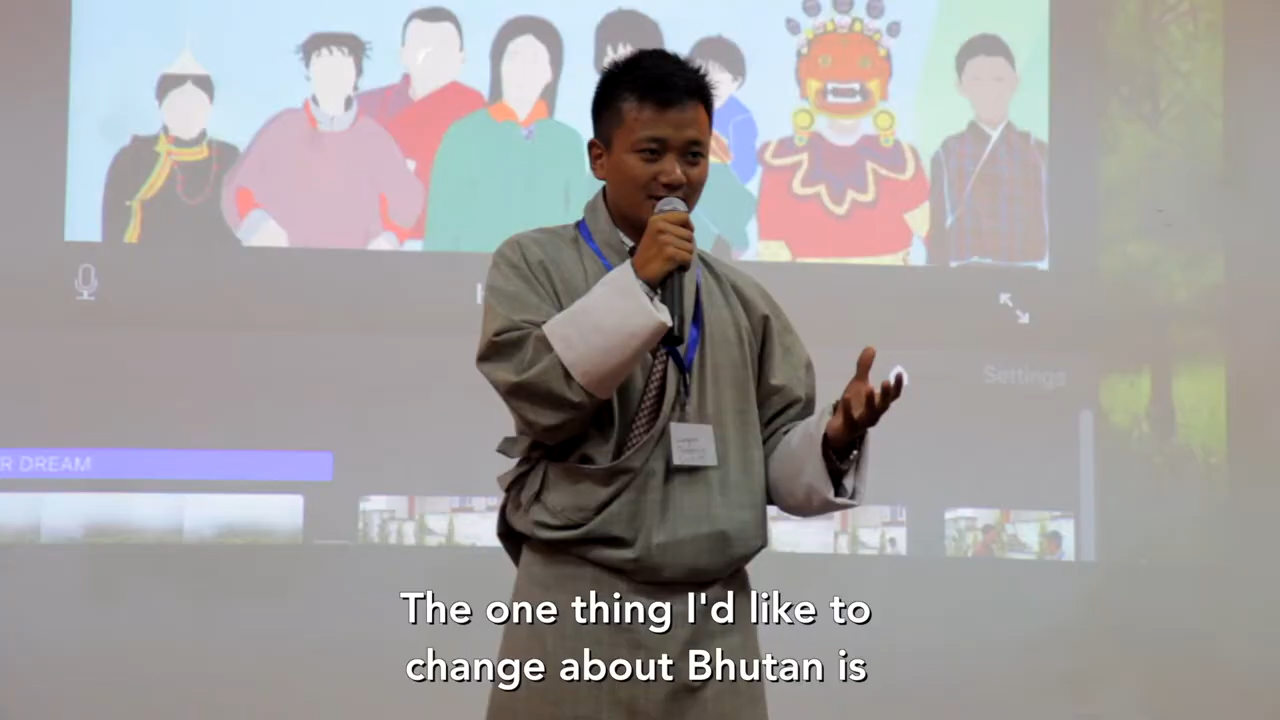 Settings
R DREAM
The one thing I'd like to
change about Bhutan is